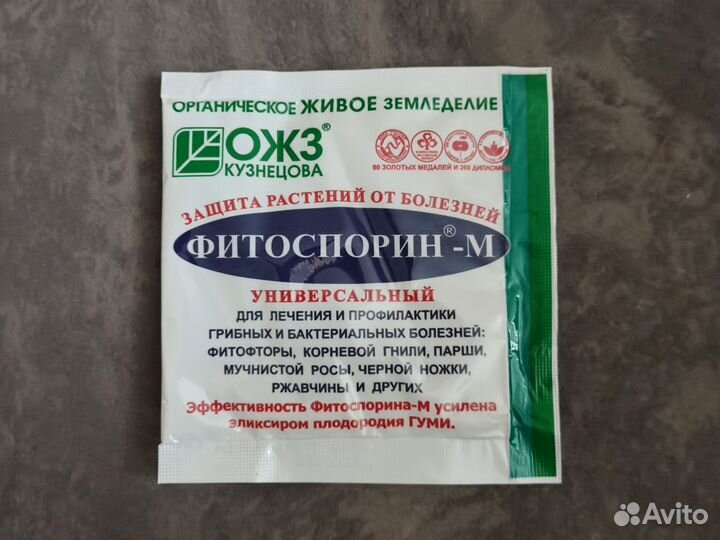 ОРГАНИЧЕСКОЕ ЖИВОЕ ЗЕМЛЕДЕЛИЕ
ОЖЗ®
КУЗНЕЦОВА
80 ЗОЛОТЫХ МЕДАЛЕЙ И 260 ДИПЛОМОВ
ЗАЩИТА РАСТЕНИЙ ОТ БОЛЕЗНЕЙ
ФИТОСПОРИН®-М
УНИВЕРСАЛЬНЫЙ
ДЛЯ ЛЕЧЕНИЯ И ПРОФИЛАКТИКИ
ГРИБНЫХ И БАКТЕРИАЛЬНЫХ БОЛЕЗНЕЙ:
ФИТОФТОРЫ, КОРНЕВОЙ ГНИЛИ, ПАРШИ,
МУЧНИСТОЙ РОСЫ, ЧЕРНОЙ НОЖКИ,
РЖАВЧИНЫ И ДРУГИХ
Эффективность Фитоспорина-М усилена
эликсиром плодородия ГУМИ.
Avito